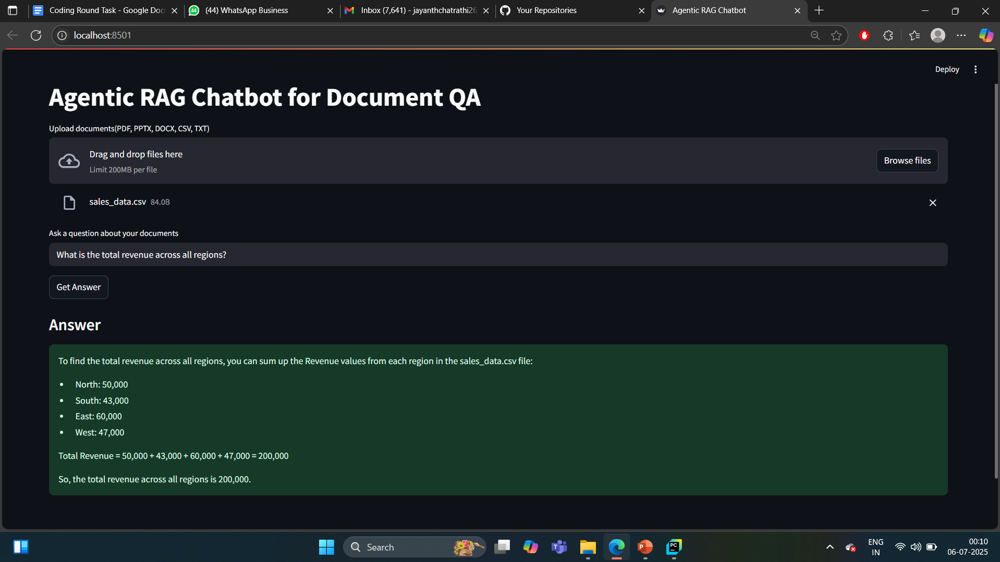 Coding Round Task - Google Doc
(44) WhatsApp Business
Inbox (7,641) - jayanthchatrathi26
Your Repositories
Agentic RAG Chatbot
localhost:8501
Deploy
Agentic RAG Chatbot for Document QA
Upload documents(PDF, PPTX, DOCX, CSV, TXT)
Drag and drop files here
Limit 200MB per file
Browse files
sales_data.csv 84.0B
Ask a question about your documents
What is the total revenue across all regions?
Get Answer
Answer
To find the total revenue across all regions, you can sum up the Revenue values from each region in the sales_data.csv file:
• North: 50,000
• South: 43,000
• East: 60,000
• West: 47,000
Total Revenue = 50,000 + 43,000 + 60,000 + 47,000 = 200,000
So, the total revenue across all regions is 200,000.
Search
ENG
IN
00:10
06-07-2025